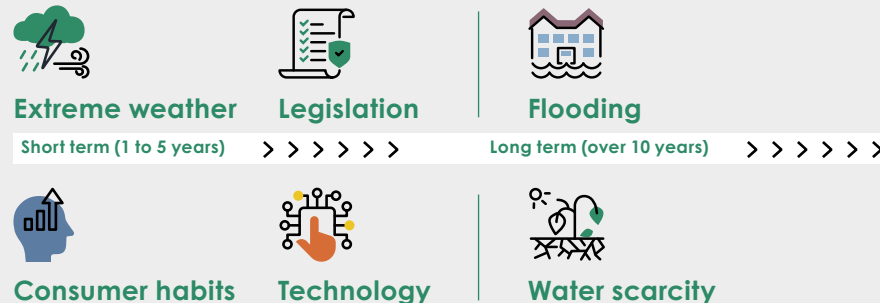 Extreme weather
Legislation
Flooding
Short term (1 to 5 years)
Long term (over 10 years)
Consumer habits
Technology
Water scarcity